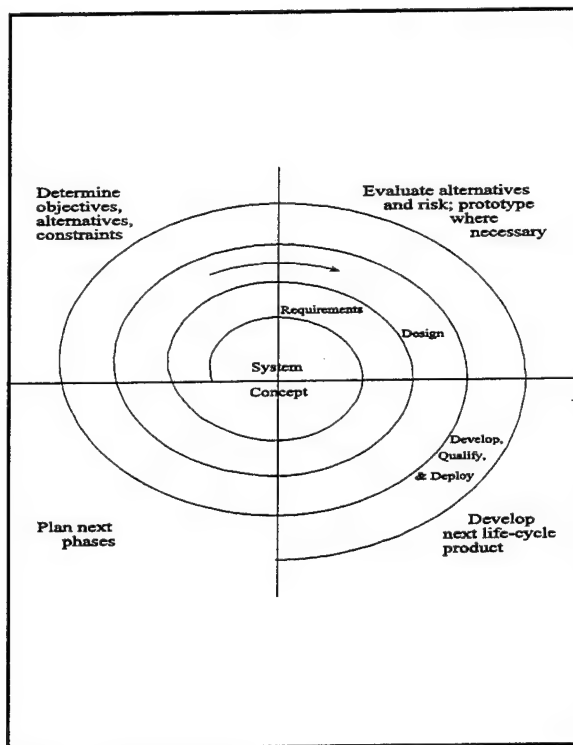 Determine
objectives,
alternatives,
constraints
Evaluate alternatives
and risk; prototype
where
necessary
Requirements
Design
System
Concept
Develop,
Qualify,
& Deploy
Plan next
phases
Develop
next life-cycle
product